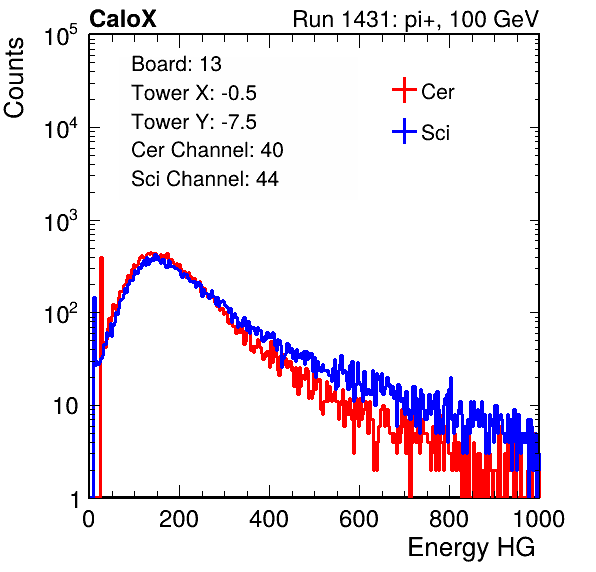 CaloX Run 1431: pi+, 100 GeV
Board: 13
Tower X: -0.5
Tower Y: -7.5
Cer Channel: 40
Sci Channel: 44
Cer
Sci
Counts
10^5
10^4
10^3
10^2
10
1
0 200 400 600 800 1000
Energy HG